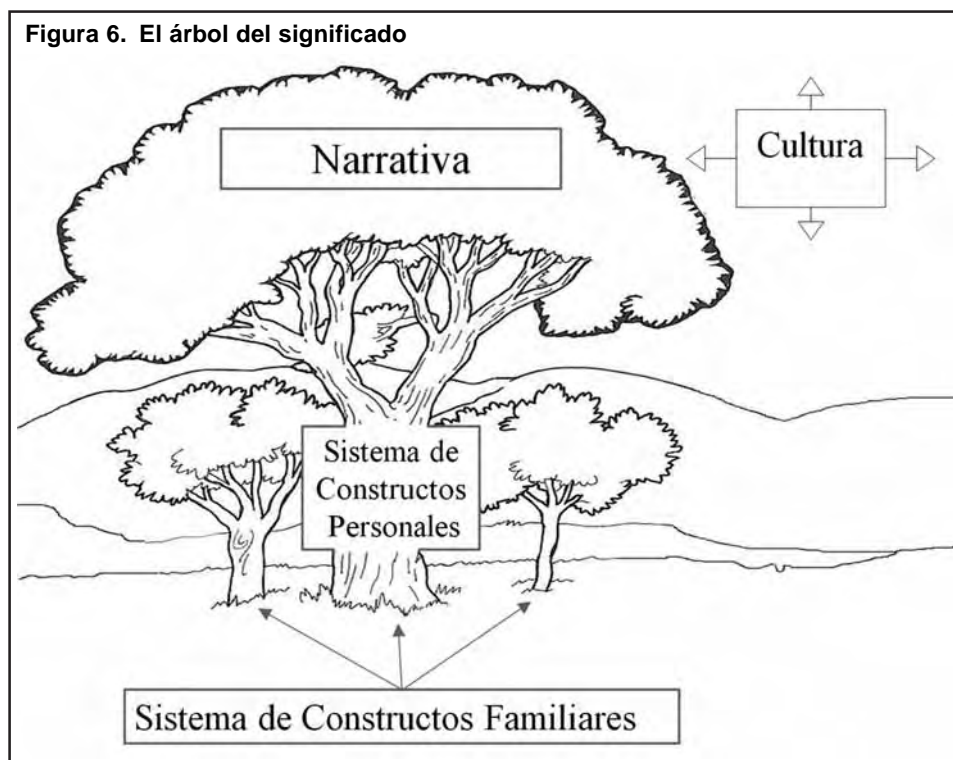 Figura 6. El árbol del significado
Narrativa
Cultura
Sistema de
Constructos
Personales
Sistema de Constructos Familiares